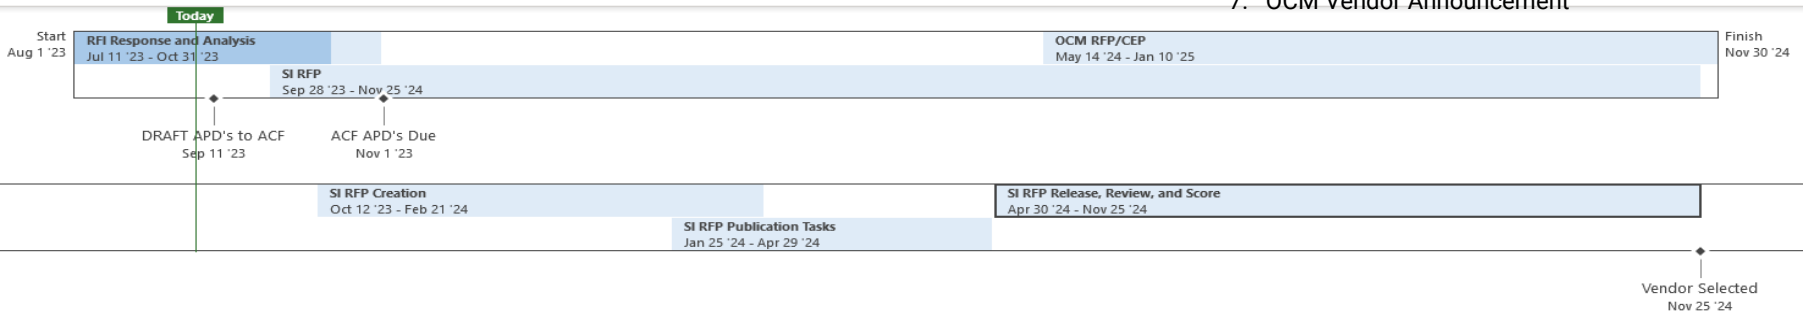 7. OCM Vendor Announcement
Today
Start
Aug 1 '23
RFI Response and Analysis
Jul 11 '23 - Oct 31 '23
OCM RFP/CEP
May 14 '24 - Jan 10 '25
Finish
Nov 30 '24
SI RFP
Sep 28 '23 - Nov 25 '24
DRAFT APD's to ACF
Sep 11 '23
ACF APD's Due
Nov 1 '23
SI RFP Creation
Oct 12 '23 - Feb 21 '24
SI RFP Release, Review, and Score
Apr 30 '24 - Nov 25 '24
SI RFP Publication Tasks
Jan 25 '24 - Apr 29 '24
Vendor Selected
Nov 25 '24